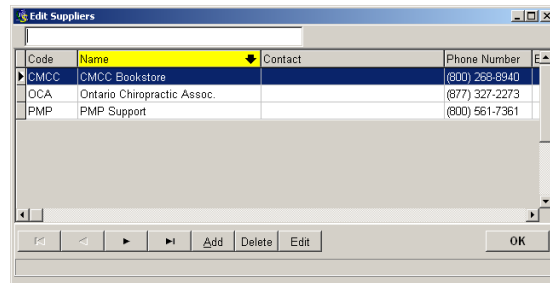 Edit Suppliers
Code Name Contact Phone Number E
CMCC CMCC Bookstore (800) 268-8940
OCA Ontario Chiropractic Assoc. (877) 327-2273
PMP PMP Support (800) 561-7361
Add Delete Edit OK